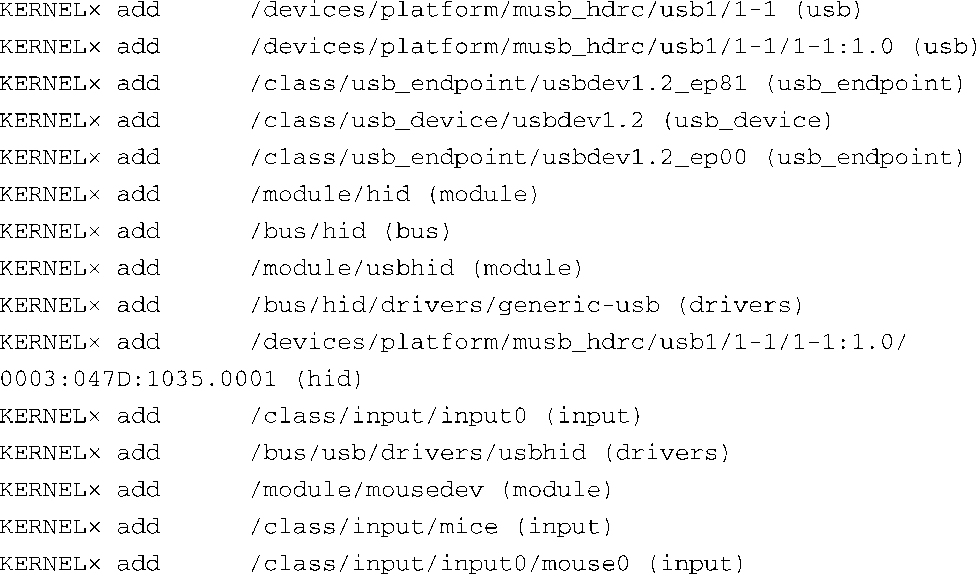 KERNEL× add /devices/platform/musb_hdrc/usb1/1-1 (usb)
KERNEL× add /devices/platform/musb_hdrc/usb1/1-1/1-1:1.0 (usb)
KERNEL× add /class/usb_endpoint/usbdev1.2_ep81 (usb_endpoint)
KERNEL× add /class/usb_device/usbdev1.2 (usb_device)
KERNEL× add /class/usb_endpoint/usbdev1.2_ep00 (usb_endpoint)
KERNEL× add /module/hid (module)
KERNEL× add /bus/hid (bus)
KERNEL× add /module/usbhid (module)
KERNEL× add /bus/hid/drivers/generic-usb (drivers)
KERNEL× add /devices/platform/musb_hdrc/usb1/1-1/1-1:1.0/
0003:047D:1035.0001 (hid)
KERNEL× add /class/input/input0 (input)
KERNEL× add /bus/usb/drivers/usbhid (drivers)
KERNEL× add /module/mousedev (module)
KERNEL× add /class/input/mice (input)
KERNEL× add /class/input/input0/mouse0 (input)